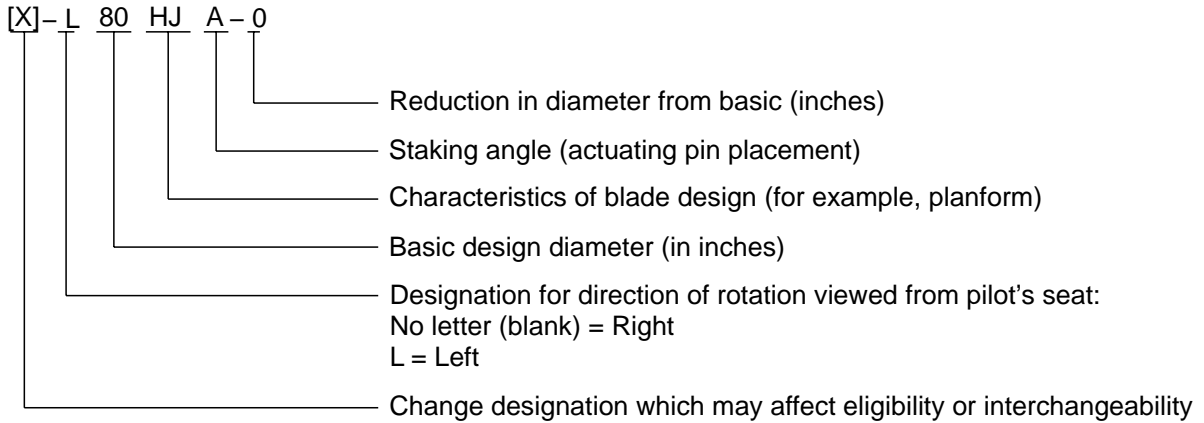 [X]–L 80 HJ A–0
Reduction in diameter from basic (inches)
Staking angle (actuating pin placement)
Characteristics of blade design (for example, planform)
Basic design diameter (in inches)
Designation for direction of rotation viewed from pilot's seat:
No letter (blank) = Right
L = Left
Change designation which may affect eligibility or interchangeability